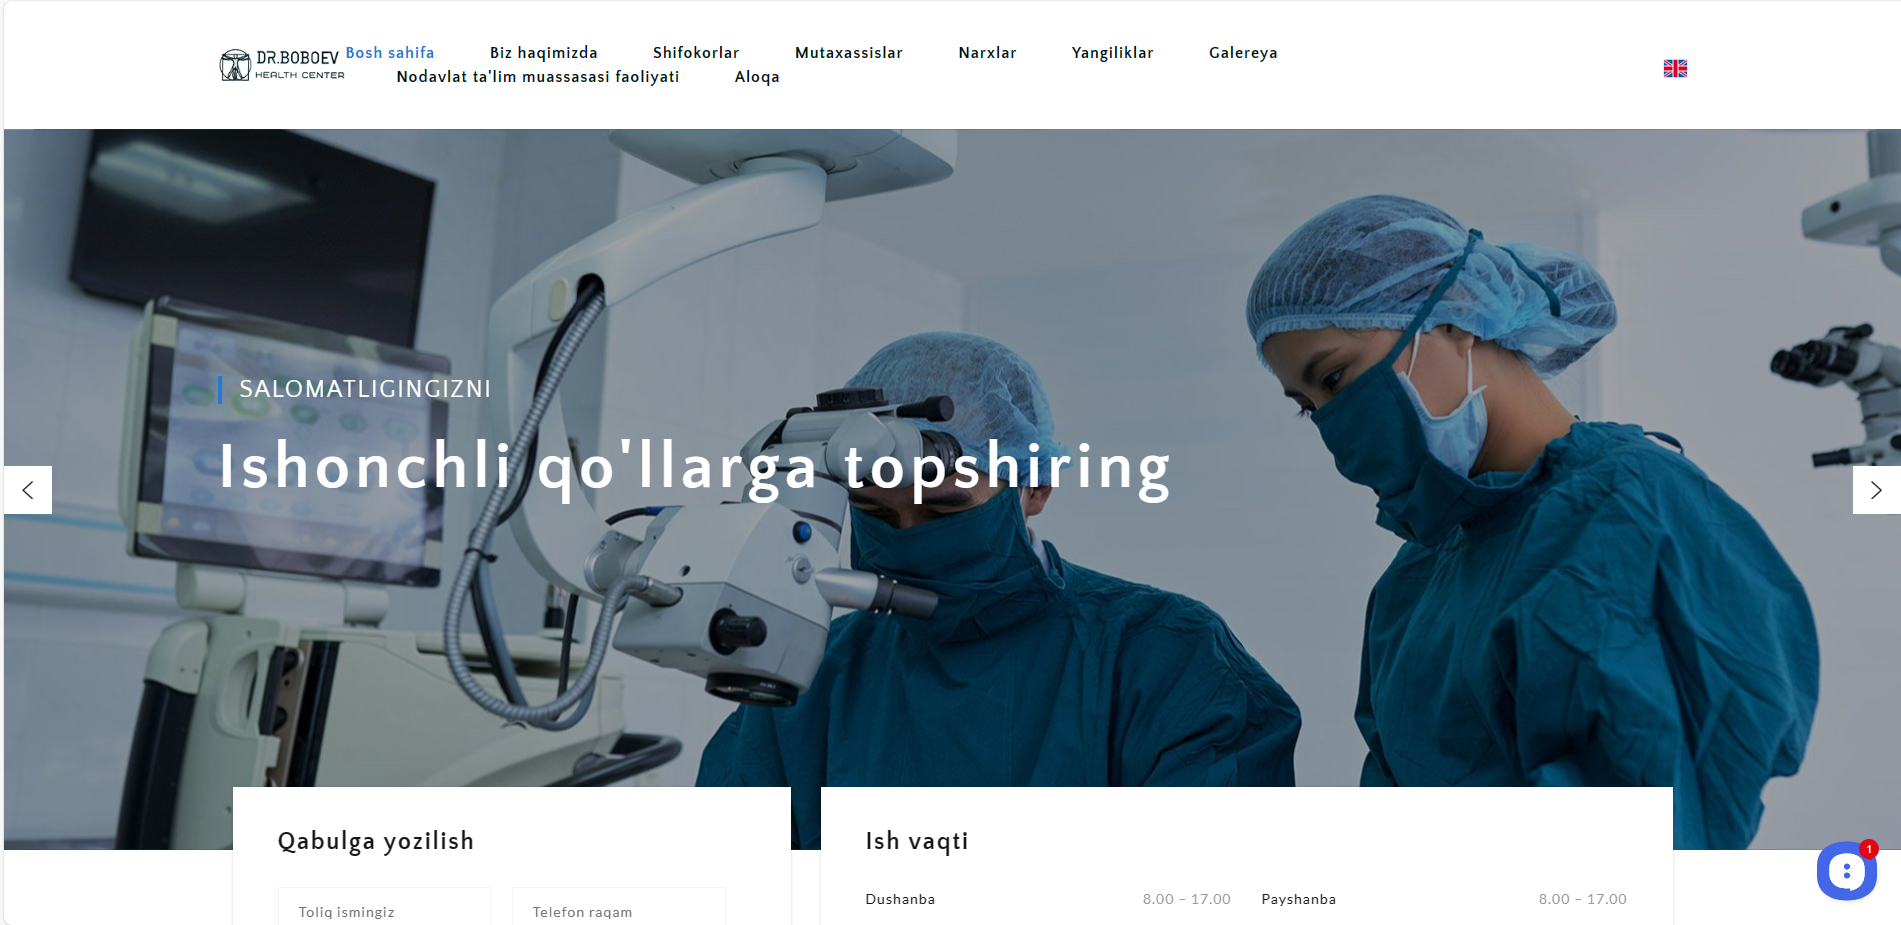 DR.BOBOEV
HEALTH CENTER
Bosh sahifa Biz haqimizda Shifokorlar Mutaxassislar Narxlar Yangiliklar Galereya
Nodavlat ta'lim muassasasi faoliyati Aloqa
SALOMATLIGINGIZNI
Ishonchli qo'llarga topshiring
Qabulga yozilish
Toliq ismingiz Telefon raqam
Ish vaqti
Dushanba 8.00 – 17.00 Payshanba 8.00 – 17.00
1